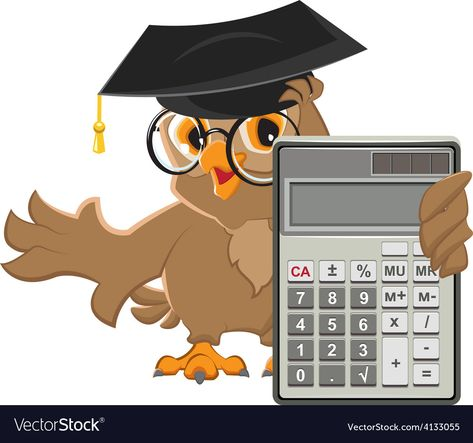 CA ± % MU MR
7 8 9 M+ M-
4 5 6 x /
1 2 3 + -
0 . √ =
VectorStock® VectorStock.com/4133055